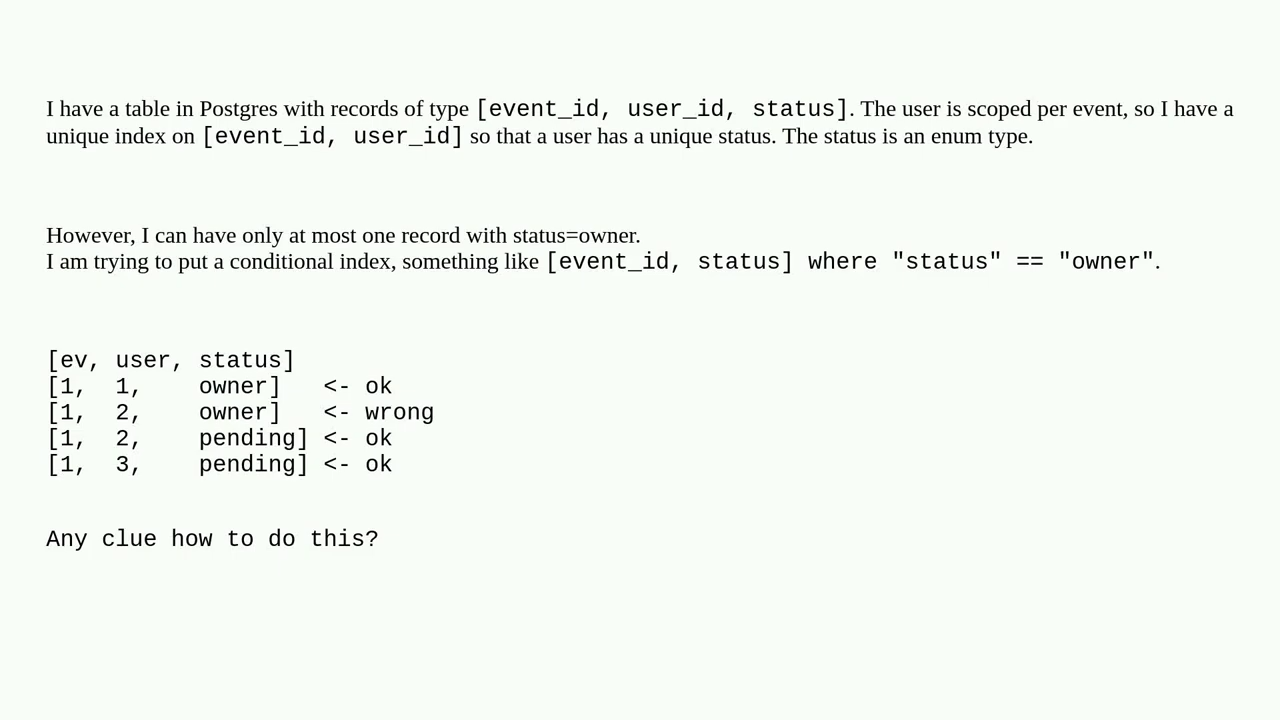 I have a table in Postgres with records of type [event_id, user_id, status]. The user is scoped per event, so I have a
unique index on [event_id, user_id] so that a user has a unique status. The status is an enum type.
However, I can have only at most one record with status=owner.
I am trying to put a conditional index, something like [event_id, status] where "status" == "owner".
[ev, user, status]
[1,  1,    owner]   <- ok
[1,  2,    owner]   <- wrong
[1,  2,    pending] <- ok
[1,  3,    pending] <- ok
Any clue how to do this?